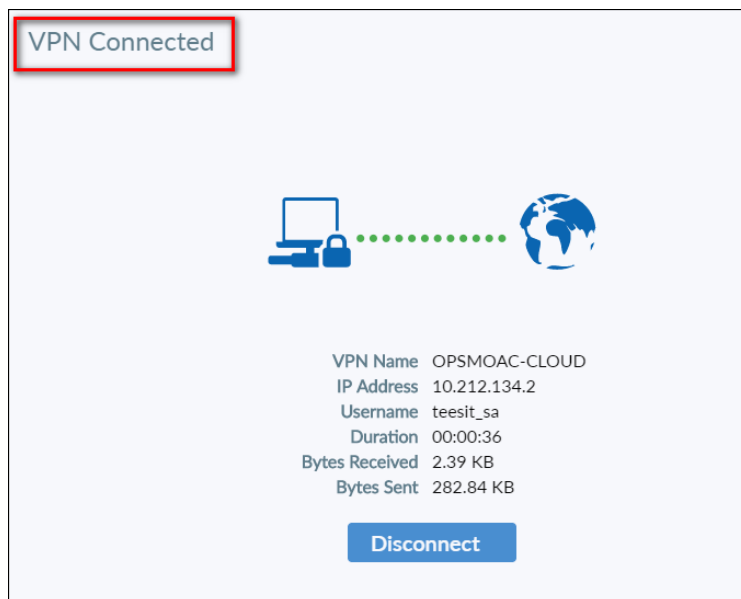 VPN Connected
VPN Name OPSMOAC-CLOUD
IP Address 10.212.134.2
Username teesit_sa
Duration 00:00:36
Bytes Received 2.39 KB
Bytes Sent 282.84 KB
Disconnect